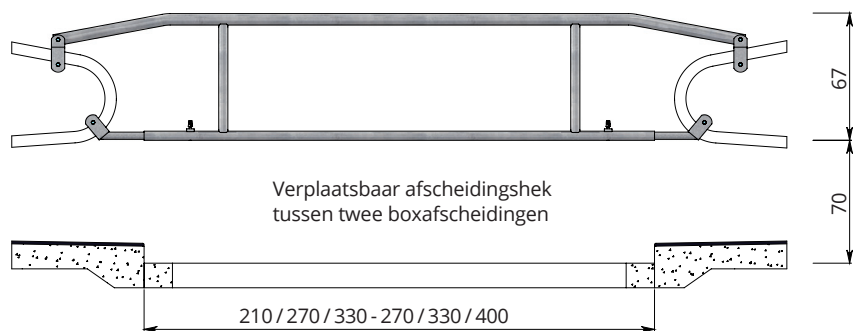 67
Verplaatsbaar afscheidingshek
tussen twee boxafscheidingen
70
210 / 270 / 330 - 270 / 330 / 400